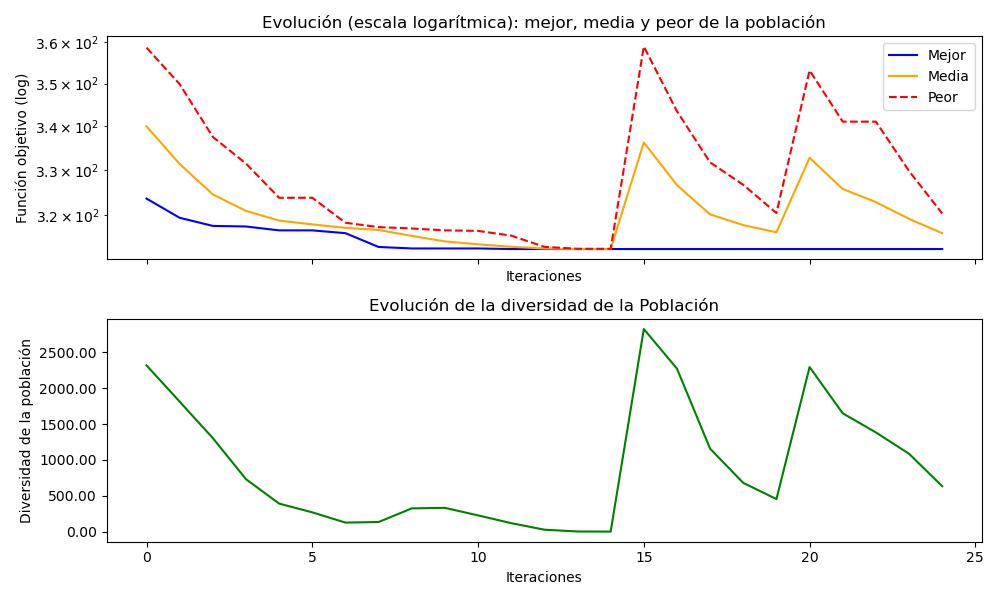 Evolución (escala logarítmica): mejor, media y peor de la población
Función objetivo (log)
3.6 × 10²
3.5 × 10²
3.4 × 10²
3.3 × 10²
3.2 × 10²
Mejor
Media
Peor
Iteraciones
Evolución de la diversidad de la Población
Diversidad de la población
2500.00
2000.00
1500.00
1000.00
500.00
0.00
0 5 10 15 20 25
Iteraciones